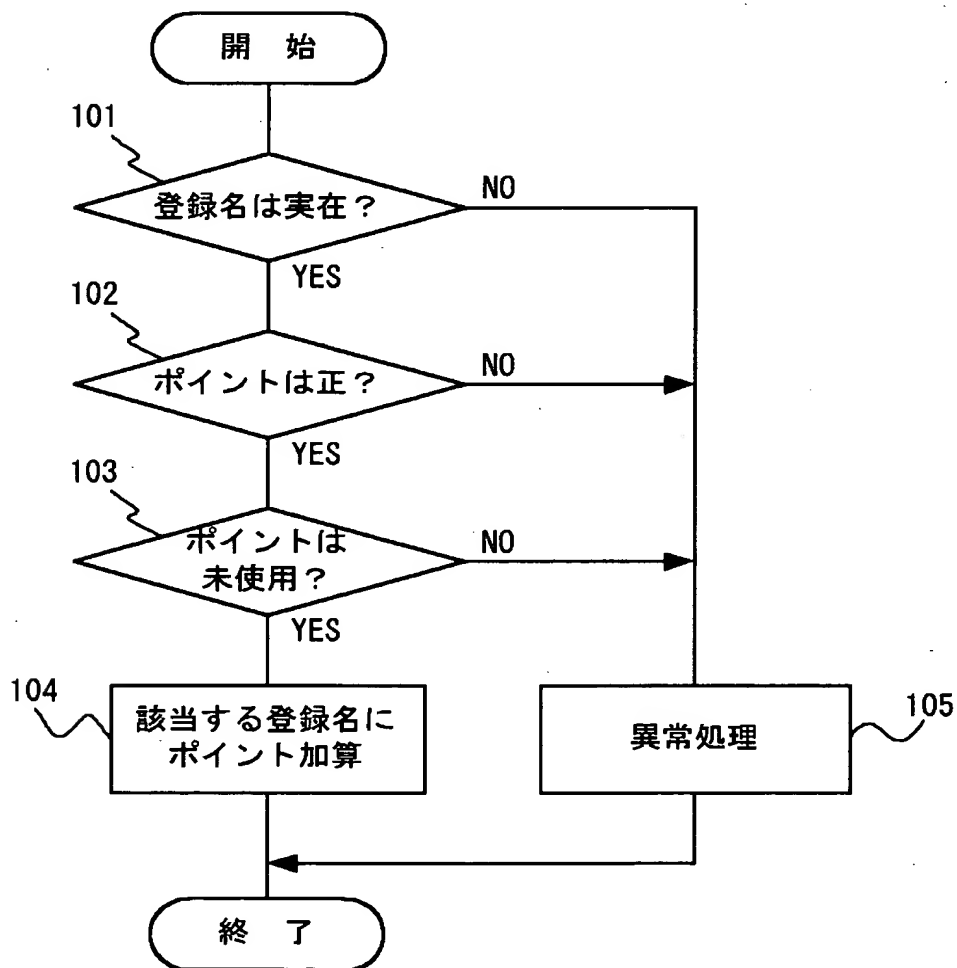 開 始
101
登録名は実在？
NO
YES
102
ポイントは正？
NO
YES
103
ポイントは
未使用？
NO
YES
104
該当する登録名に
ポイント加算
異常処理
105
終 了